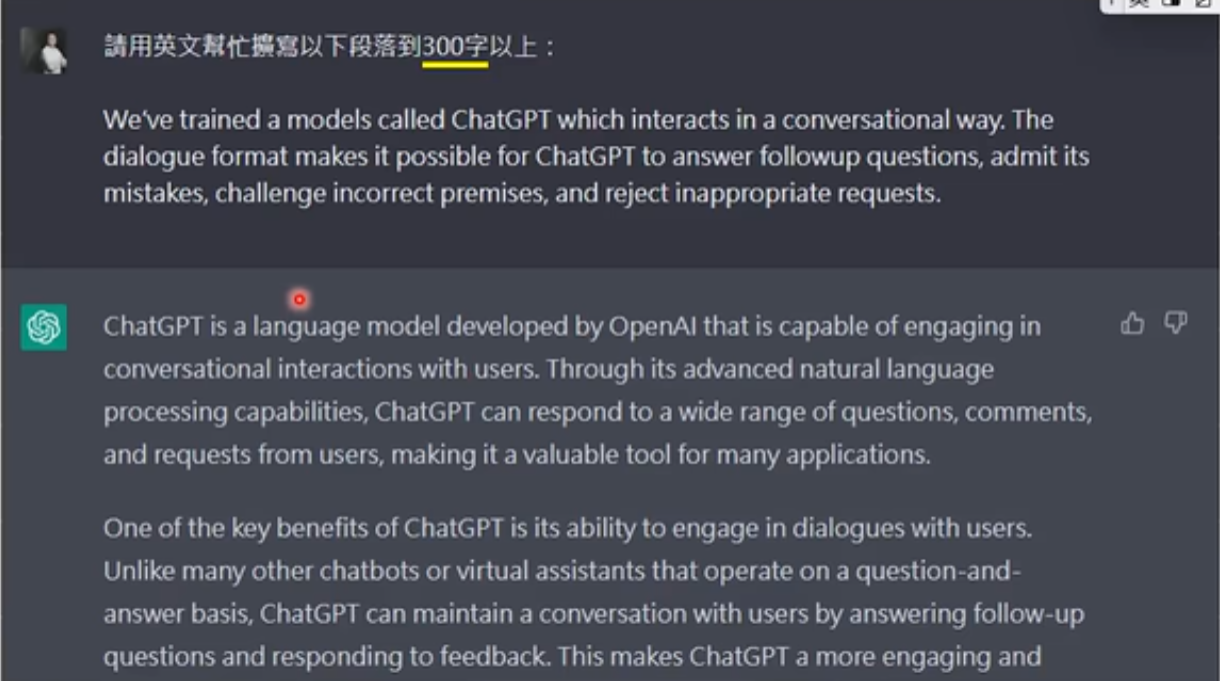 請用英文幫忙擴寫以下段落到300字以上：
We've trained a models called ChatGPT which interacts in a conversational way. The
dialogue format makes it possible for ChatGPT to answer followup questions, admit its
mistakes, challenge incorrect premises, and reject inappropriate requests.
ChatGPT is a language model developed by OpenAI that is capable of engaging in
conversational interactions with users. Through its advanced natural language
processing capabilities, ChatGPT can respond to a wide range of questions, comments,
and requests from users, making it a valuable tool for many applications.
One of the key benefits of ChatGPT is its ability to engage in dialogues with users.
Unlike many other chatbots or virtual assistants that operate on a question-and-
answer basis, ChatGPT can maintain a conversation with users by answering follow-up
questions and responding to feedback. This makes ChatGPT a more engaging and